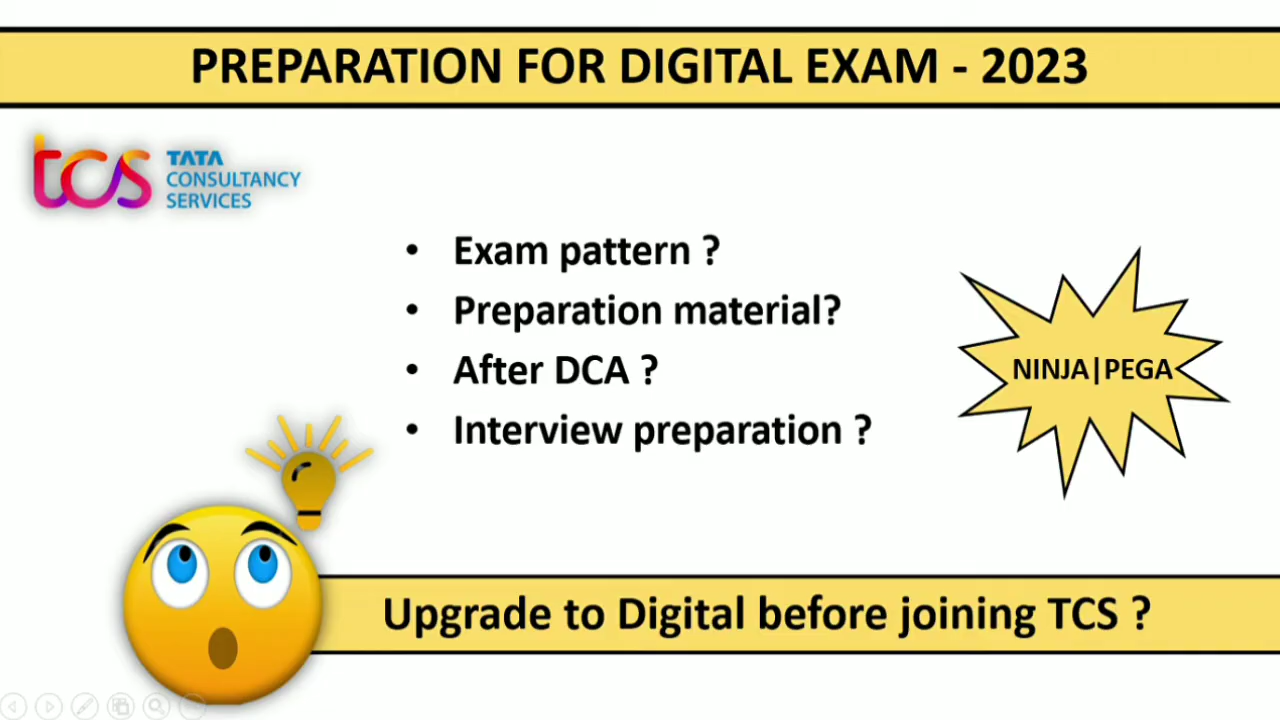 PREPARATION FOR DIGITAL EXAM - 2023
tcs TATA
CONSULTANCY
SERVICES
• Exam pattern ?
• Preparation material?
• After DCA ?
• Interview preparation ?
NINJA|PEGA
Upgrade to Digital before joining TCS ?